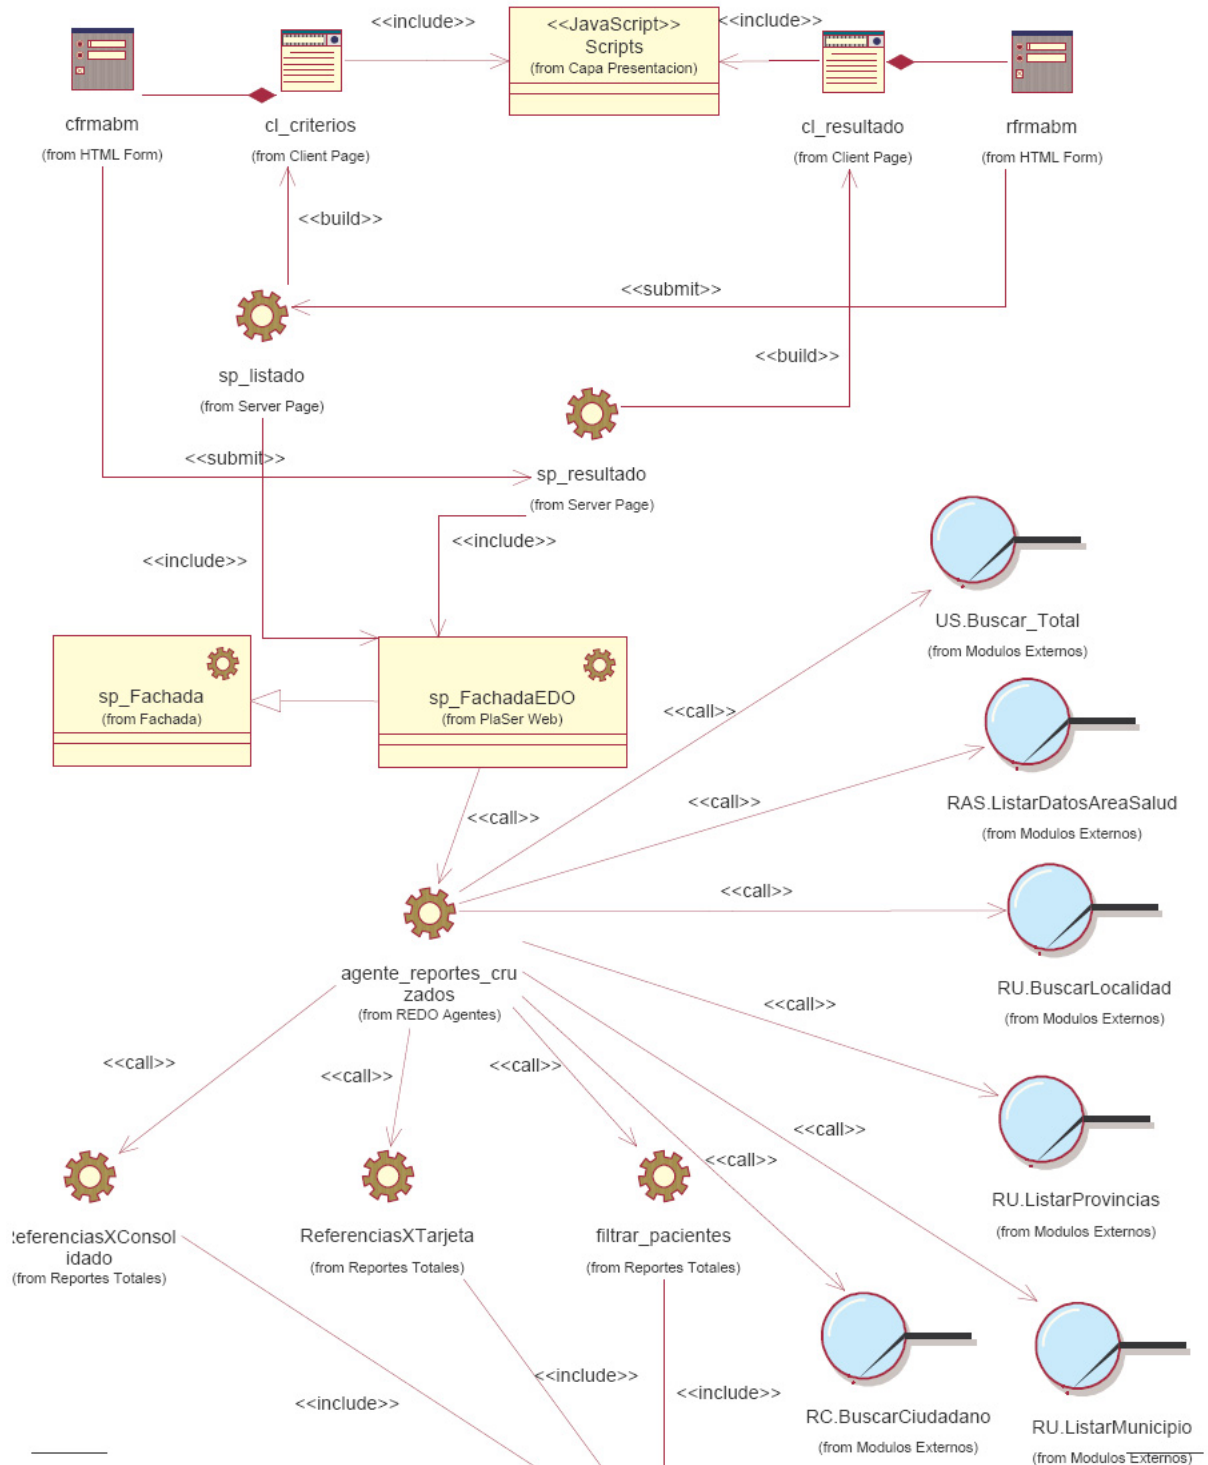 <<include>>
<<JavaScript>>
Scripts
(from Capa Presentacion)
<<include>>
cfrmabm
(from HTML Form)
cl_criterios
(from Client Page)
cl_resultado
(from Client Page)
rfrmabm
(from HTML Form)
<<build>>
<<submit>>
<<build>>
sp_listado
(from Server Page)
<<submit>>
sp_resultado
(from Server Page)
<<include>>
<<include>>
US.Buscar_Total
(from Modulos Externos)
sp_Fachada
(from Fachada)
sp_FachadaEDO
(from PlaSer Web)
<<call>>
<<call>>
<<call>>
RAS.ListarDatosAreaSalud
(from Modulos Externos)
<<call>>
agente_reportes_cru
zados
(from REDO Agentes)
RU.BuscarLocalidad
(from Modulos Externos)
<<call>>
<<call>>
<<call>>
<<call>>
<<call>>
<<call>>
RU.ListarProvincias
(from Modulos Externos)
eferenciasXConsol
idado
(from Reportes Totales)
ReferenciasXTarjeta
(from Reportes Totales)
filtrar_pacientes
(from Reportes Totales)
<<include>>
<<include>>
<<include>>
RC.BuscarCiudadano
(from Modulos Externos)
RU.ListarMunicipio
(from Modulos Externos)